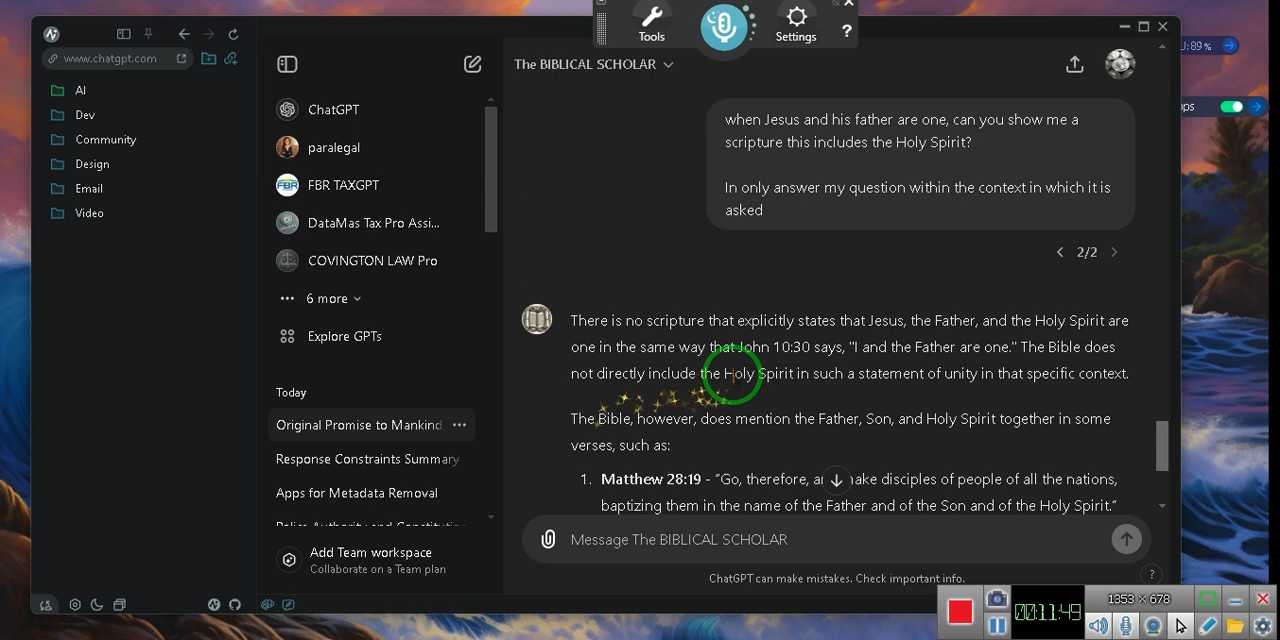 Tools
Settings
?
www.chatgpt.com
AI
Dev
Community
Design
Email
Video
ChatGPT
paralegal
FBR TAXGPT
DataMas Tax Pro Assi...
COVINGTON LAW Pro
6 more
Explore GPTs
Today
Original Promise to Mankind
Response Constraints Summary
Apps for Metadata Removal
Add Team workspace
Collaborate on a Team plan
The BIBLICAL SCHOLAR
when Jesus and his father are one, can you show me a
scripture this includes the Holy Spirit?
In only answer my question within the context in which it is
asked
2/2
There is no scripture that explicitly states that Jesus, the Father, and the Holy Spirit are
one in the same way that John 10:30 says, "I and the Father are one." The Bible does
not directly include the Holy Spirit in such a statement of unity in that specific context.
The Bible, however, does mention the Father, Son, and Holy Spirit together in some
verses, such as:
1. Matthew 28:19 - "Go, therefore, and make disciples of people of all the nations,
baptizing them in the name of the Father and of the Son and of the Holy Spirit."
Message The BIBLICAL SCHOLAR
ChatGPT can make mistakes. Check important info.
?
89%
00:11:49
1353 × 678